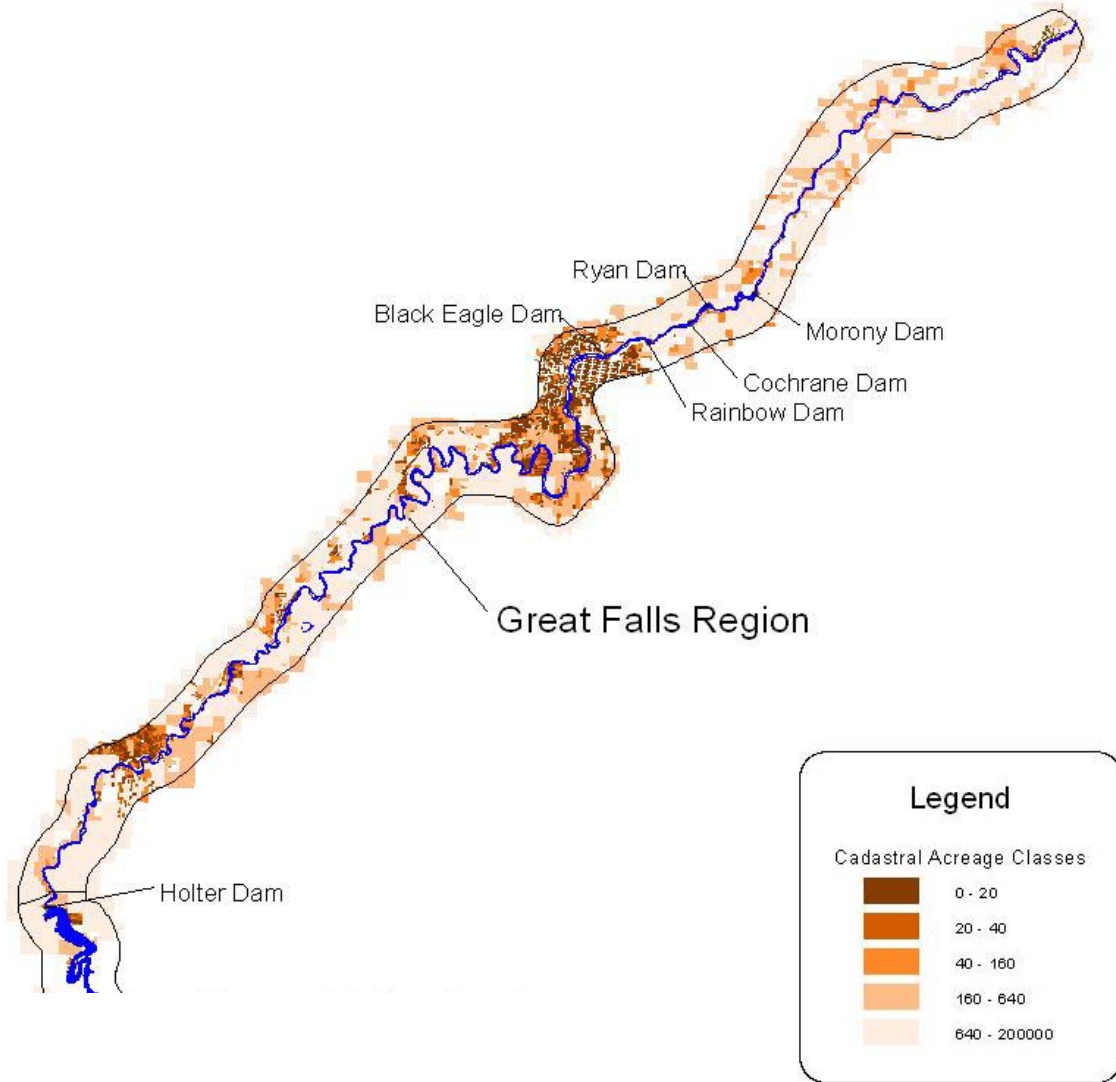 Ryan Dam
Black Eagle Dam
Morony Dam
Cochrane Dam
Rainbow Dam
Great Falls Region
Holter Dam
Legend
Cadastral Acreage Classes
0 - 20
20 - 40
40 - 160
160 - 640
640 - 200000